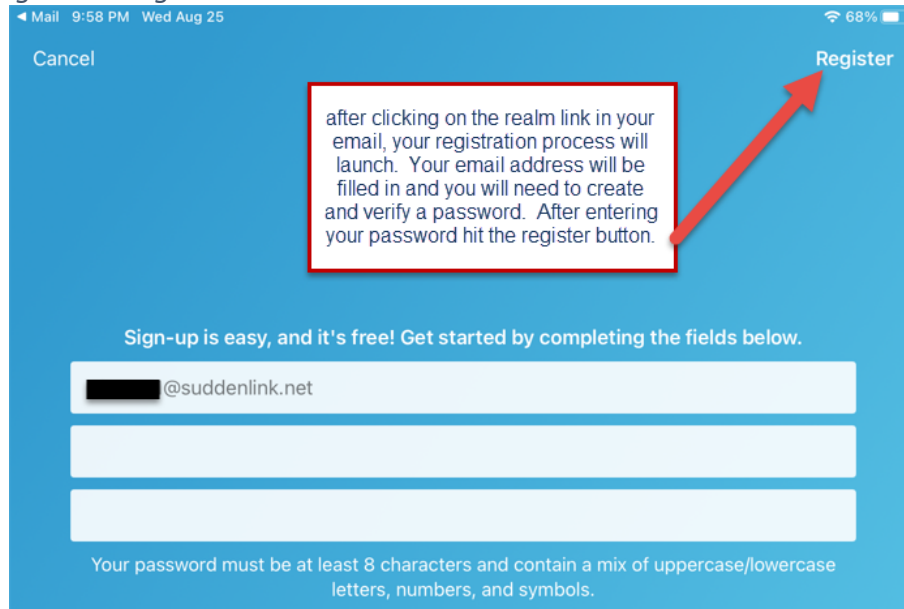 ◄ Mail 9:58 PM Wed Aug 25 68%
Cancel Register
after clicking on the realm link in your
email, your registration process will
launch. Your email address will be
filled in and you will need to create
and verify a password. After entering
your password hit the register button.
Sign-up is easy, and it's free! Get started by completing the fields below.
@suddenlink.net
Your password must be at least 8 characters and contain a mix of uppercase/lowercase
letters, numbers, and symbols.